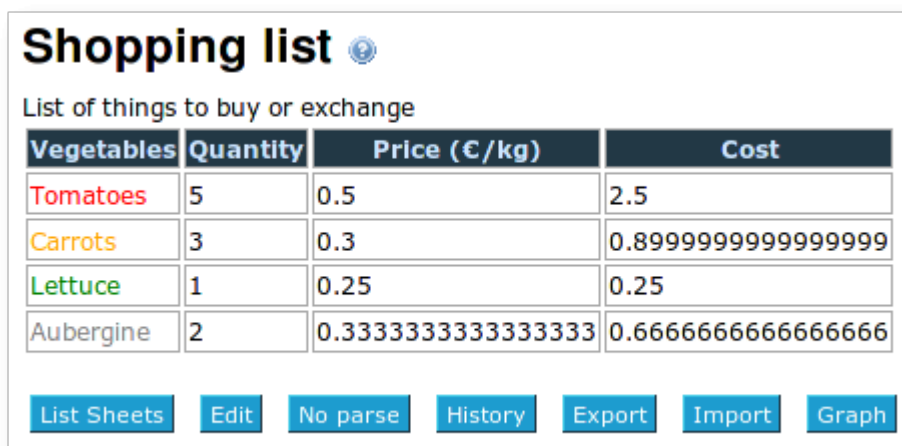 Shopping list
List of things to buy or exchange
Vegetables Quantity Price (€/kg) Cost
Tomatoes 5 0.5 2.5
Carrots 3 0.3 0.8999999999999999
Lettuce 1 0.25 0.25
Aubergine 2 0.3333333333333333 0.6666666666666666
List Sheets Edit No parse History Export Import Graph